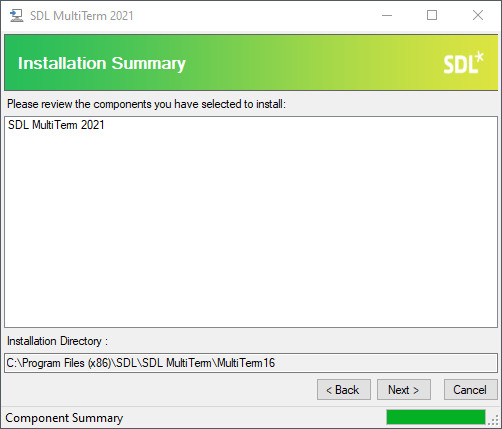 SDL MultiTerm 2021
Installation Summary
SDL*
Please review the components you have selected to install:
SDL MultiTerm 2021
Installation Directory :
C:\Program Files (x86)\SDL\SDL MultiTerm\MultiTerm16
< Back
Next >
Cancel
Component Summary